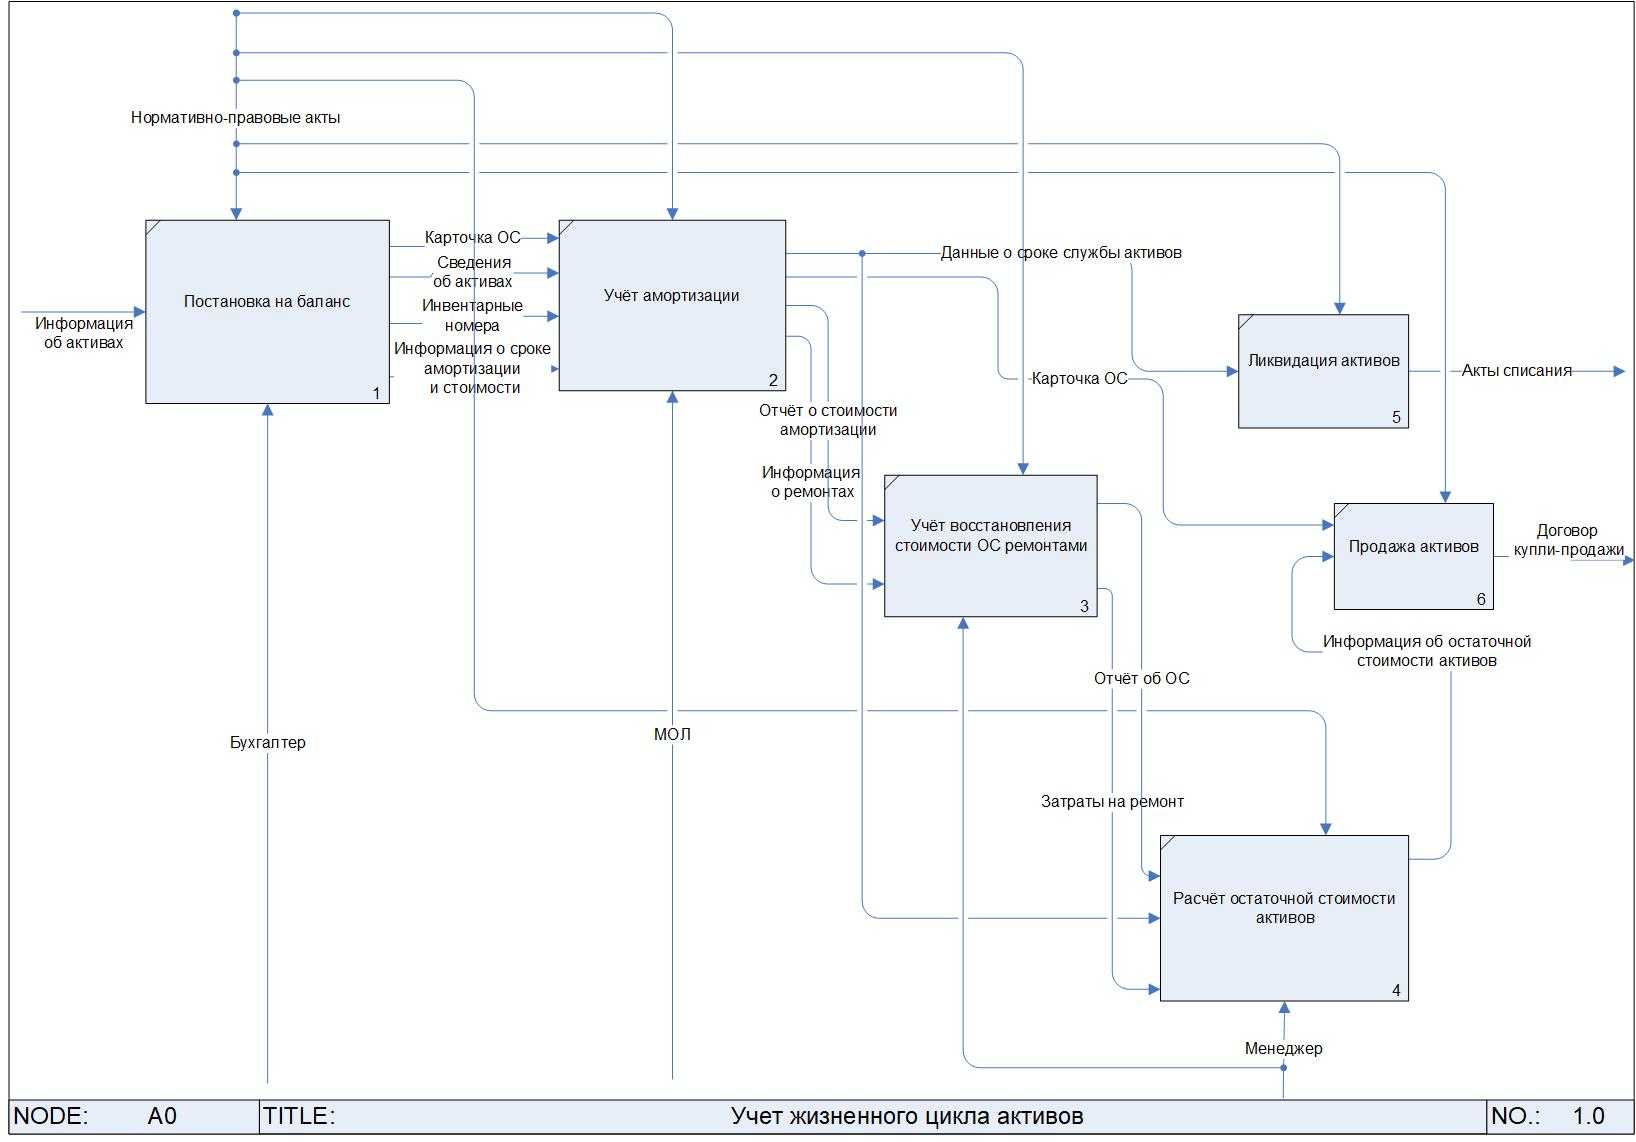 Нормативно-правовые акты
Информация
об активах
Постановка на баланс
1
Карточка ОС
Сведения
об активах
Инвентарные
номера
Информация о сроке
амортизации
и стоимости
Учёт амортизации
2
Данные о сроке службы активов
Карточка ОС
Ликвидация активов
5
Акты списания
Отчёт о стоимости
амортизации
Информация
о ремонтах
Учёт восстановления
стоимости ОС ремонтами
3
Продажа активов
6
Договор
купли-продажи
Информация об остаточной
стоимости активов
Отчёт об ОС
Бухгалтер
МОЛ
Затраты на ремонт
Расчёт остаточной стоимости
активов
4
Менеджер
NODE: A0
TITLE: Учет жизненного цикла активов
NO.: 1.0